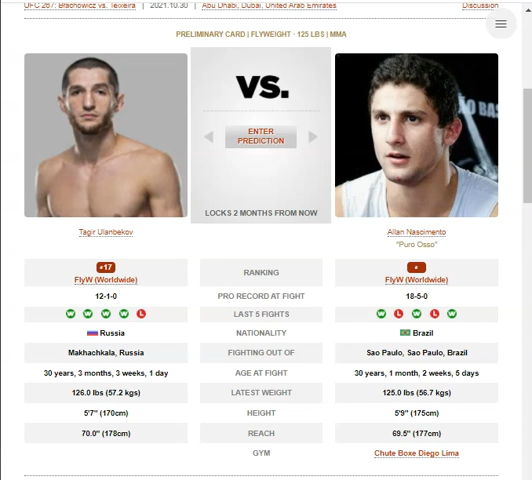 UFC 267: Błachowicz vs. Teixeira | 2021.10.30 | Abu Dhabi, Dubai, United Arab Emirates Discussion
PRELIMINARY CARD | FLYWEIGHT · 125 LBS | MMA
VS.
ENTER
PREDICTION
LOCKS 2 MONTHS FROM NOW
Tagir Ulanbekov Allan Nascimento
"Puro Osso"
#17 RANKING
FlyW (Worldwide) FlyW (Worldwide)
12-1-0 PRO RECORD AT FIGHT 18-5-0
W W W W L LAST 5 FIGHTS W L W L W
Russia NATIONALITY Brazil
Makhachkala, Russia FIGHTING OUT OF Sao Paulo, Sao Paulo, Brazil
30 years, 3 months, 3 weeks, 1 day AGE AT FIGHT 30 years, 1 month, 2 weeks, 5 days
126.0 lbs (57.2 kgs) LATEST WEIGHT 125.0 lbs (56.7 kgs)
5'7" (170cm) HEIGHT 5'9" (175cm)
70.0" (178cm) REACH 69.5" (177cm)
GYM Chute Boxe Diego Lima